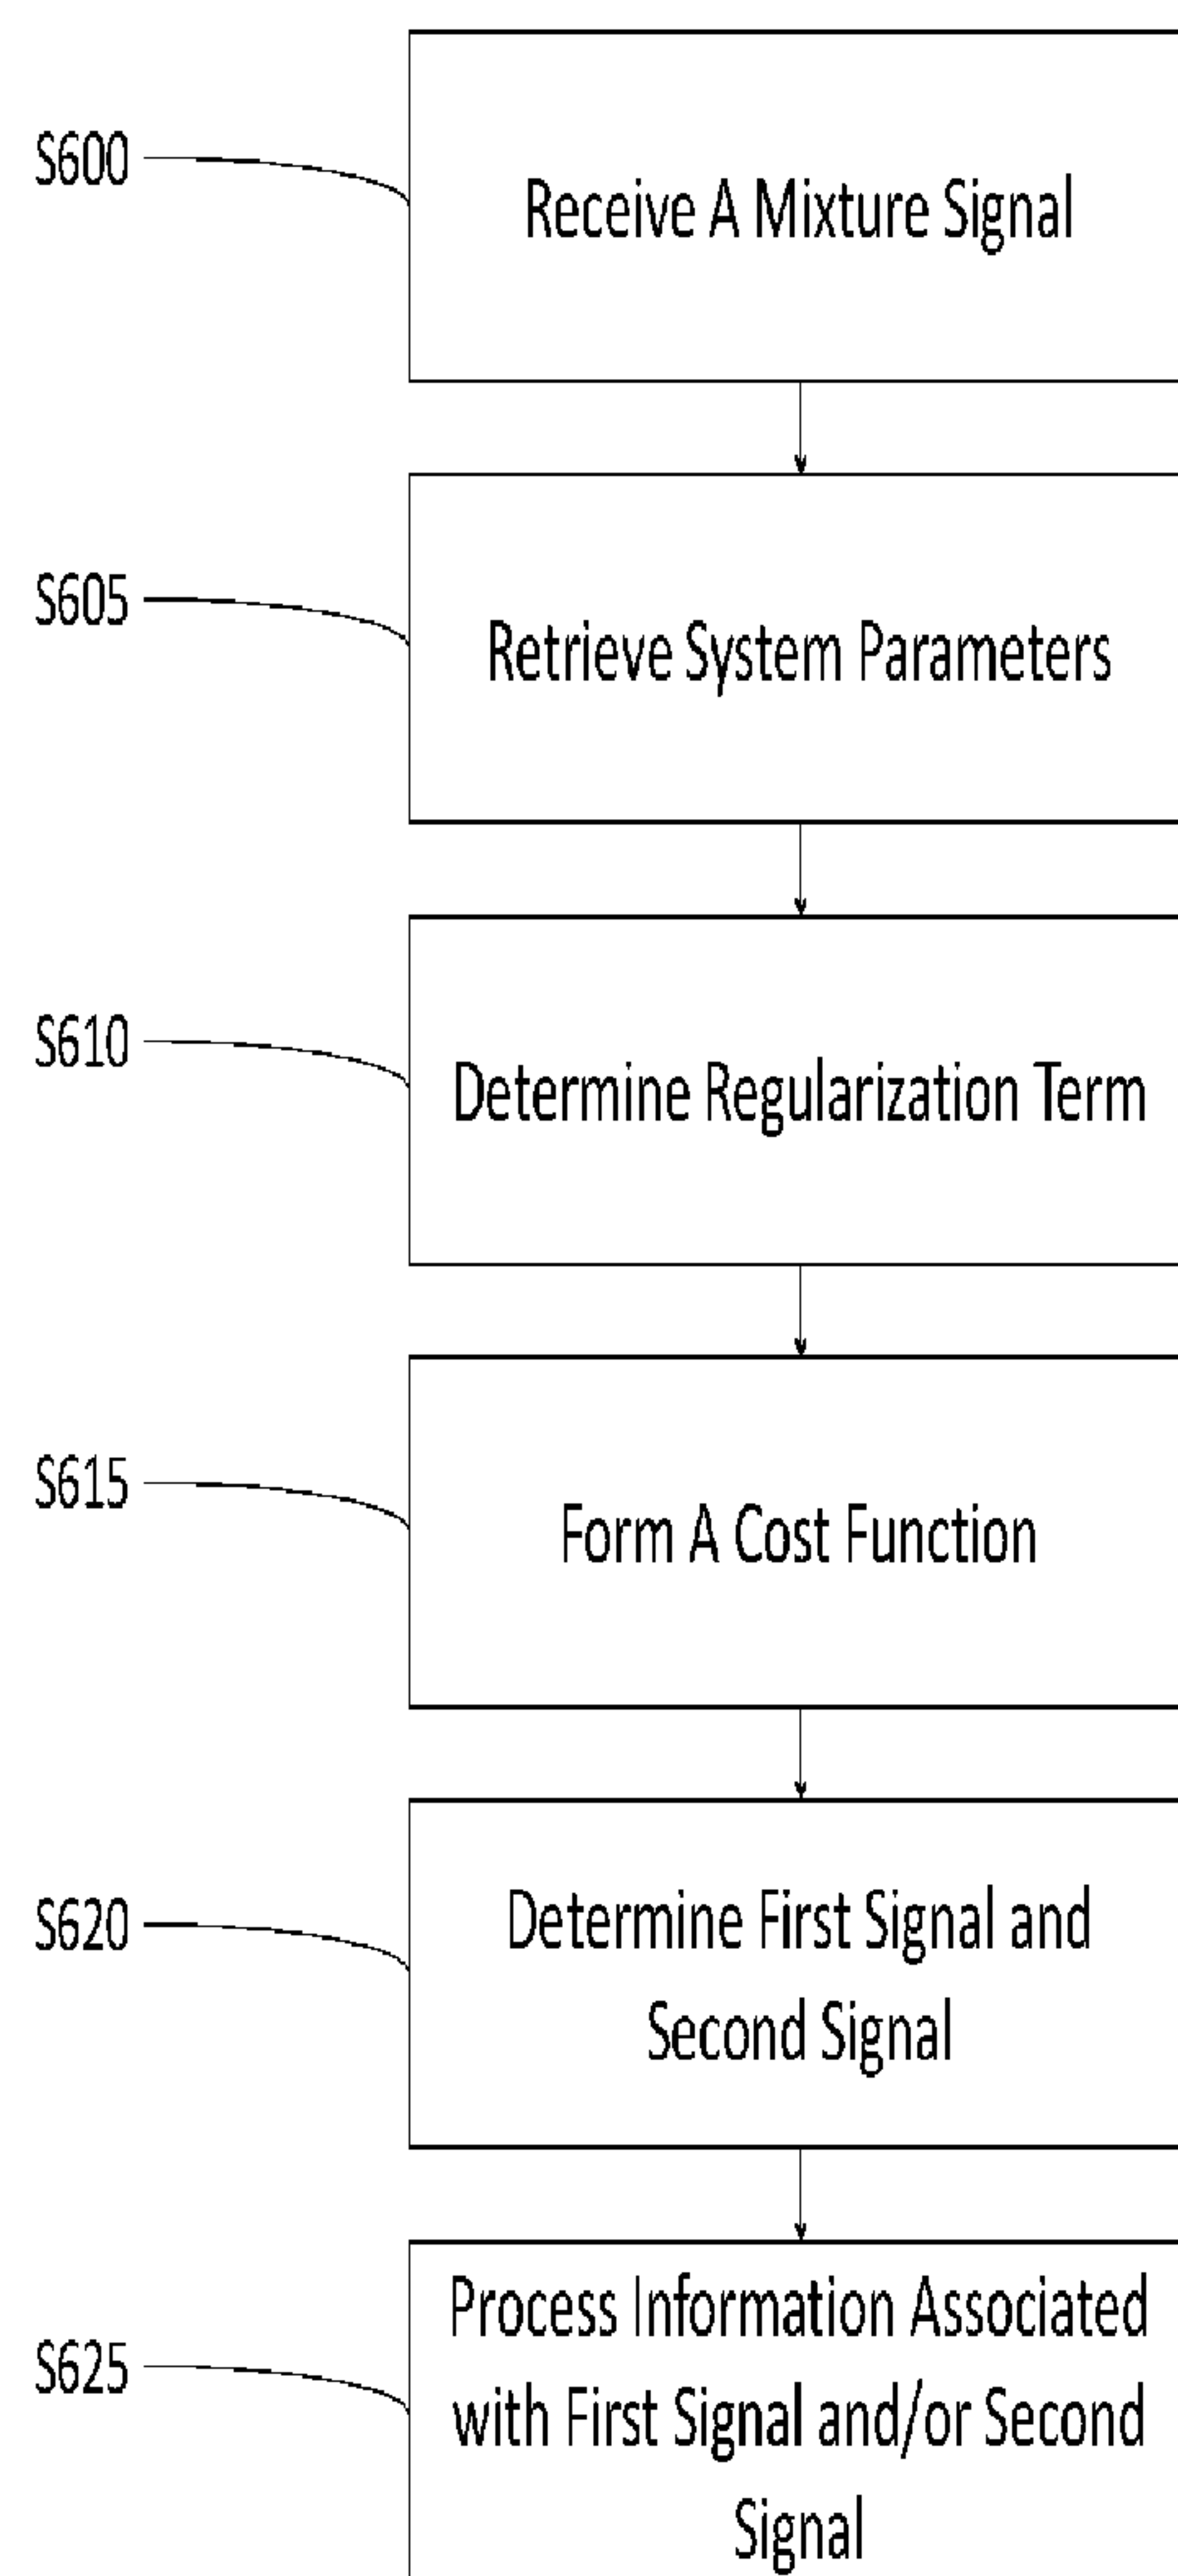 S600
Receive A Mixture Signal
S605
Retrieve System Parameters
S610
Determine Regularization Term
S615
Form A Cost Function
S620
Determine First Signal and
Second Signal
S625
Process Information Associated
with First Signal and/or Second
Signal